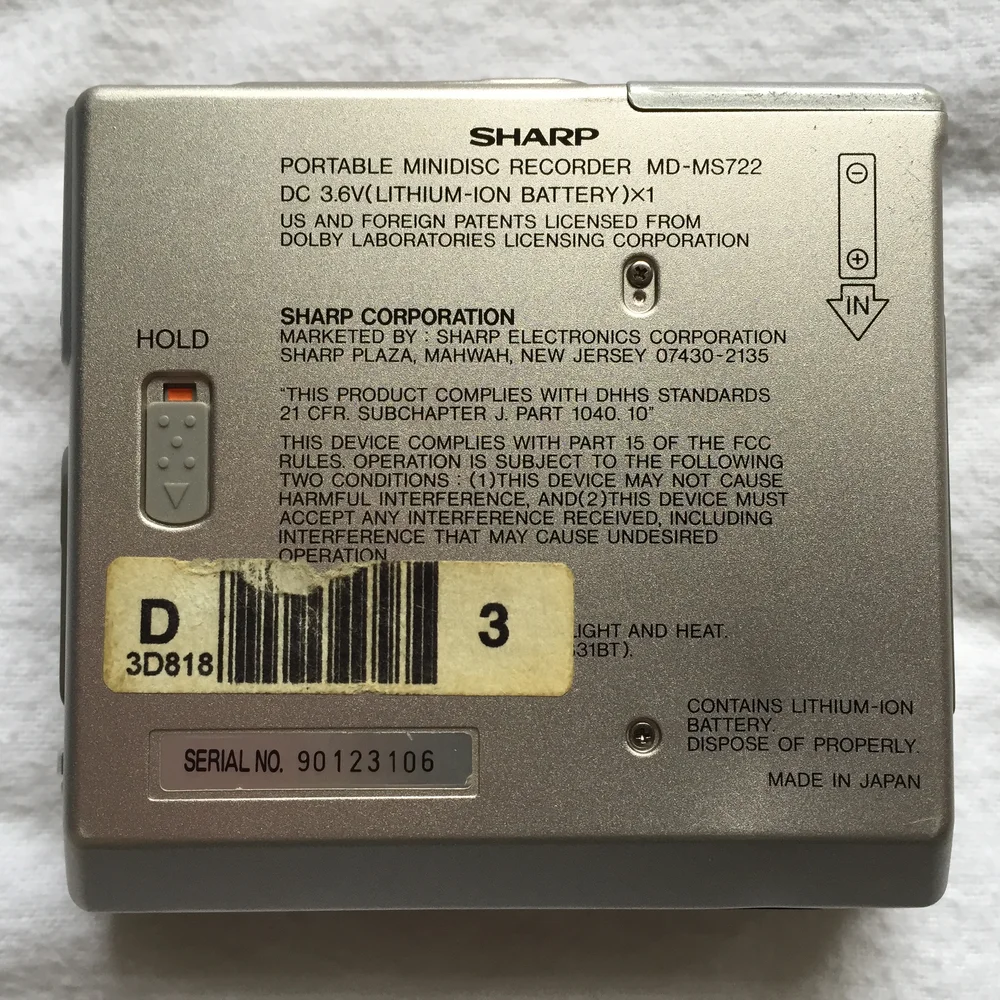 SHARP
PORTABLE MINIDISC RECORDER MD-MS722
DC 3.6V(LITHIUM-ION BATTERY)×1
US AND FOREIGN PATENTS LICENSED FROM
DOLBY LABORATORIES LICENSING CORPORATION
IN
SHARP CORPORATION
MARKETED BY : SHARP ELECTRONICS CORPORATION
SHARP PLAZA, MAHWAH, NEW JERSEY 07430-2135
HOLD
"THIS PRODUCT COMPLIES WITH DHHS STANDARDS
21 CFR. SUBCHAPTER J. PART 1040. 10"
THIS DEVICE COMPLIES WITH PART 15 OF THE FCC
RULES. OPERATION IS SUBJECT TO THE FOLLOWING
TWO CONDITIONS : (1)THIS DEVICE MAY NOT CAUSE
HARMFUL INTERFERENCE, AND(2)THIS DEVICE MUST
ACCEPT ANY INTERFERENCE RECEIVED, INCLUDING
INTERFERENCE THAT MAY CAUSE UNDESIRED
OPERATION
D
3D818
3
LIGHT AND HEAT.
31BT).
CONTAINS LITHIUM-ION
BATTERY.
DISPOSE OF PROPERLY.
MADE IN JAPAN
SERIAL NO. 90123106